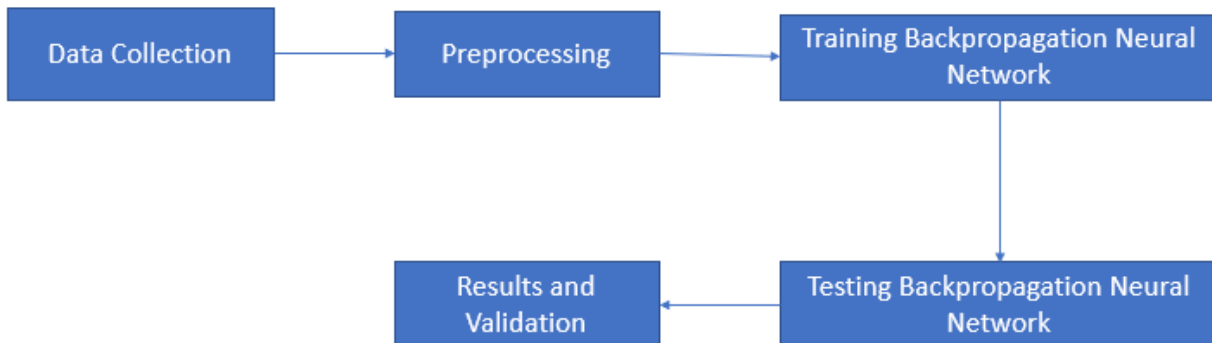 Data Collection
Preprocessing
Training Backpropagation Neural
Network
Testing Backpropagation Neural
Network
Results and
Validation